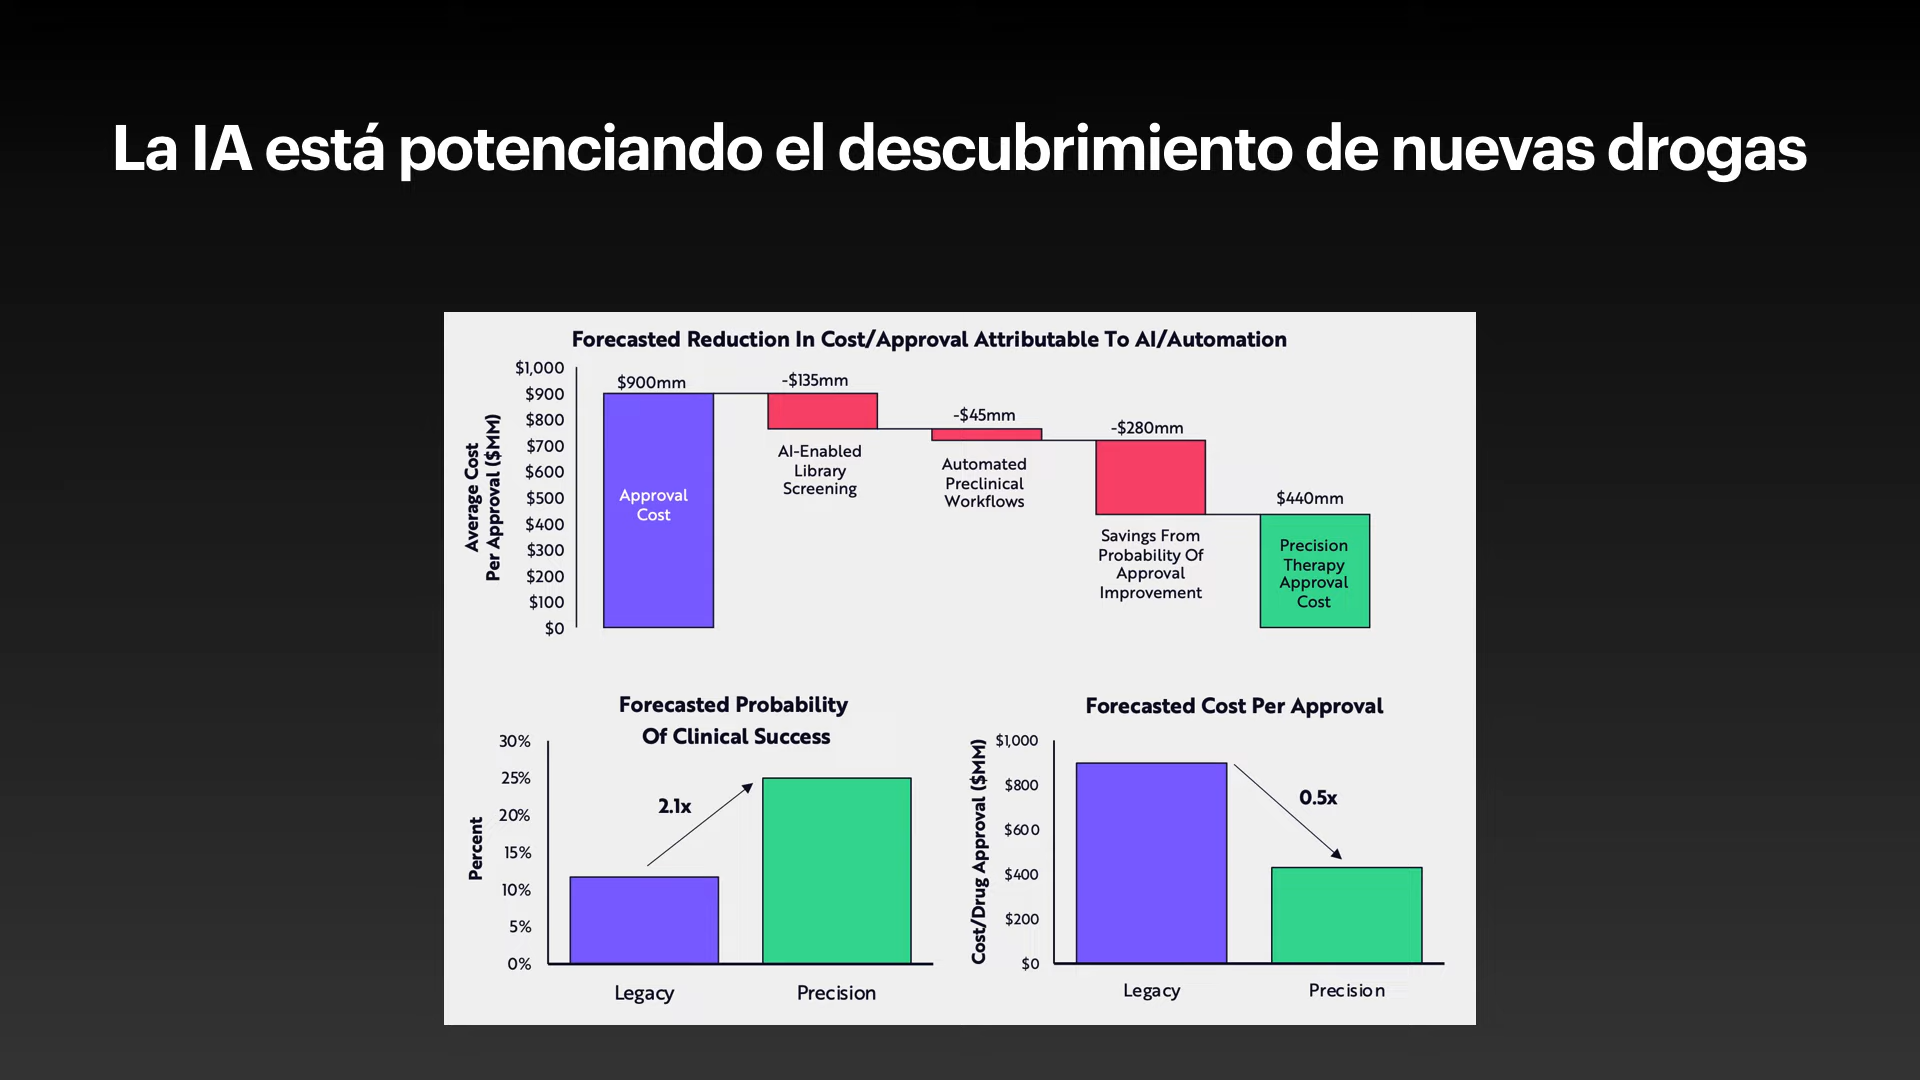 La IA está potenciando el descubrimiento de nuevas drogas
Forecasted Reduction In Cost/Approval Attributable To AI/Automation
Average Cost
Per Approval ($MM)
$1,000
$900
$800
$700
$600
$500
$400
$300
$200
$100
$0
$900mm
Approval
Cost
-$135mm
AI-Enabled
Library
Screening
-$45mm
Automated
Preclinical
Workflows
-$280mm
Savings From
Probability Of
Approval
Improvement
$440mm
Precision
Therapy
Approval
Cost
Forecasted Probability
Of Clinical Success
Percent
30%
25%
20%
15%
10%
5%
0%
2.1x
Legacy
Precision
Forecasted Cost Per Approval
Cost/Drug Approval ($MM)
$1,000
$800
$600
$400
$200
$0
0.5x
Legacy
Precision